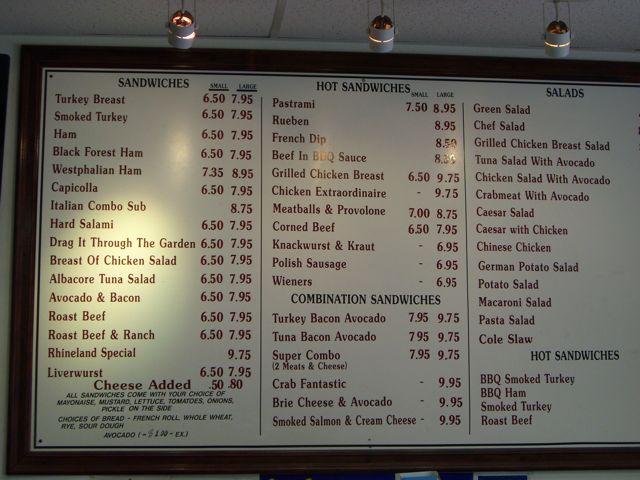 SANDWICHES SMALL LARGE
Turkey Breast 6.50 7.95
Smoked Turkey 6.50 7.95
Ham 6.50 7.95
Black Forest Ham 6.50 7.95
Westphalian Ham 7.35 8.95
Capicolla 6.50 7.95
Italian Combo Sub 8.75
Hard Salami 6.50 7.95
Drag It Through The Garden 6.50 7.95
Breast Of Chicken Salad 6.50 7.95
Albacore Tuna Salad 6.50 7.95
Avocado & Bacon 6.50 7.95
Roast Beef 6.50 7.95
Roast Beef & Ranch 6.50 7.95
Rhineland Special 9.75
Liverwurst 6.50 7.95
Cheese Added .50 .80
ALL SANDWICHES COME WITH YOUR CHOICE OF
MAYONAISE, MUSTARD, LETTUCE, TOMATOES, ONIONS,
PICKLE ON THE SIDE
CHOICES OF BREAD - FRENCH ROLL, WHOLE WHEAT,
RYE, SOUR DOUGH
AVOCADO (- $1.00 - EX.)
HOT SANDWICHES SMALL LARGE
Pastrami 7.50 8.95
Rueben 8.95
French Dip 8.50
Beef In BBQ Sauce
Grilled Chicken Breast 6.50 9.75
Chicken Extraordinaire - 9.75
Meatballs & Provolone 7.00 8.75
Corned Beef 6.50 7.95
Knackwurst & Kraut - 6.95
Polish Sausage - 6.95
Wieners - 6.95
COMBINATION SANDWICHES
Turkey Bacon Avocado 7.95 9.75
Tuna Bacon Avocado 7.95 9.75
Super Combo 7.95 9.75
(2 Meats & Cheese)
Crab Fantastic - 9.95
Brie Cheese & Avocado - 9.95
Smoked Salmon & Cream Cheese - 9.95
SALADS
Green Salad
Chef Salad
Grilled Chicken Breast Salad
Tuna Salad With Avocado
Chicken Salad With Avocado
Crabmeat With Avocado
Caesar Salad
Caesar with Chicken
Chinese Chicken
German Potato Salad
Potato Salad
Macaroni Salad
Pasta Salad
Cole Slaw
HOT SANDWICHES
BBQ Smoked Turkey
BBQ Ham
Smoked Turkey
Roast Beef